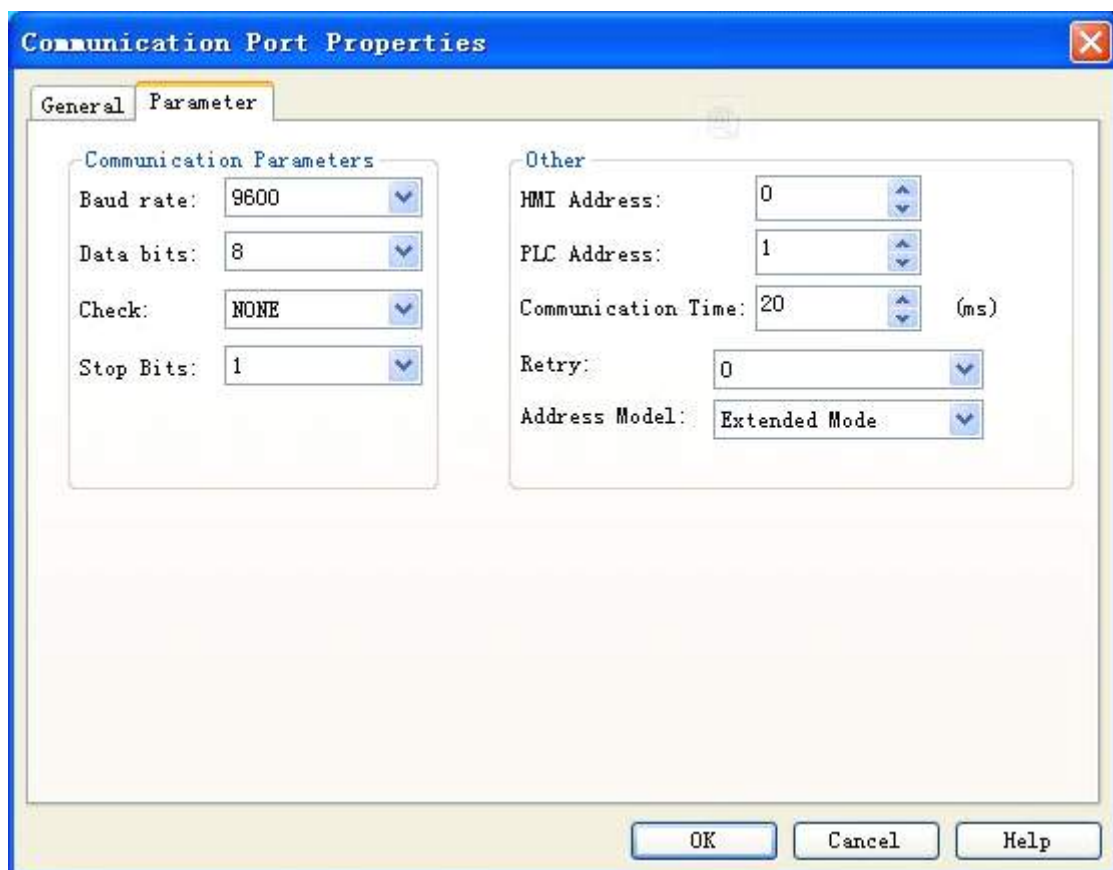 Communication Port Properties
General Parameter
Communication Parameters
Baud rate: 9600
Data bits: 8
Check: NONE
Stop Bits: 1
Other
HMI Address: 0
PLC Address: 1
Communication Time: 20 (ms)
Retry: 0
Address Model: Extended Mode
OK Cancel Help